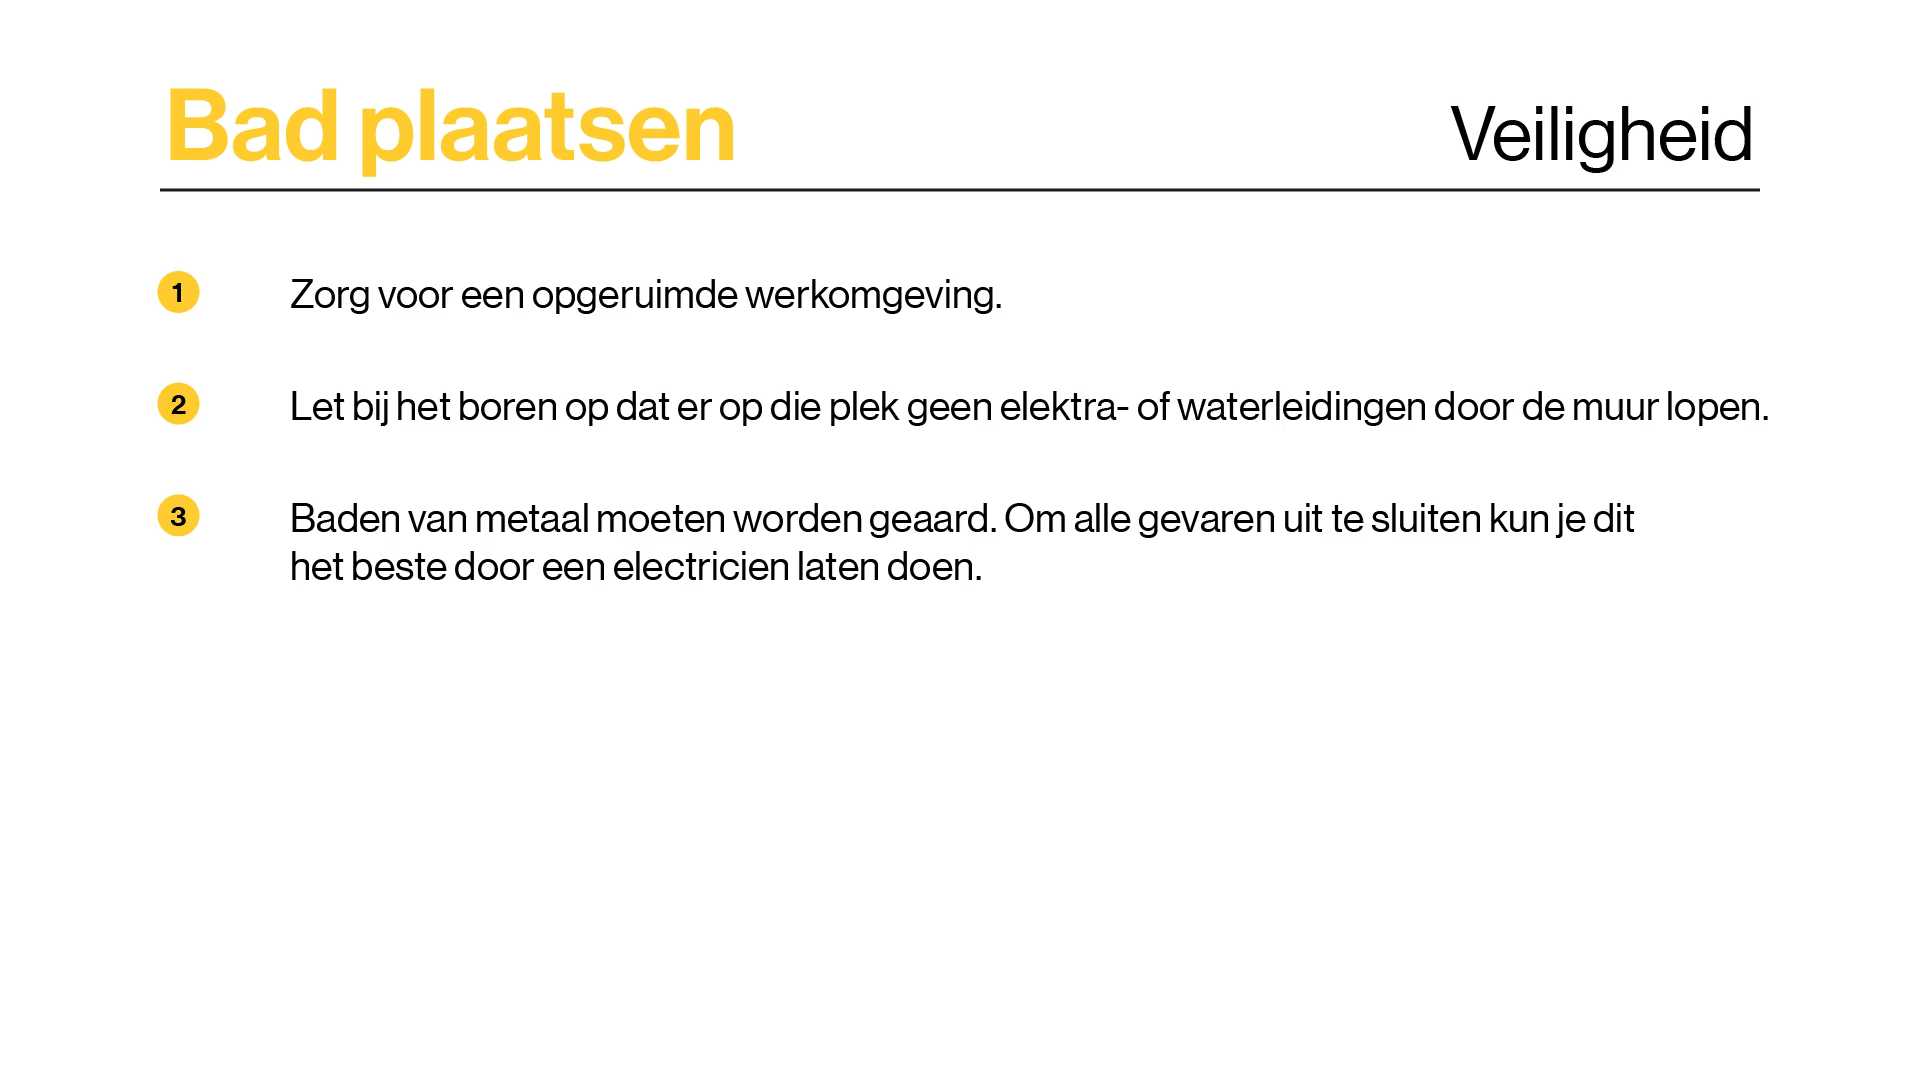 Bad plaatsen
Veiligheid
1 Zorg voor een opgeruimde werkomgeving.
2 Let bij het boren op dat er op die plek geen elektra- of waterleidingen door de muur lopen.
3 Baden van metaal moeten worden geaard. Om alle gevaren uit te sluiten kun je dit
het beste door een electricien laten doen.